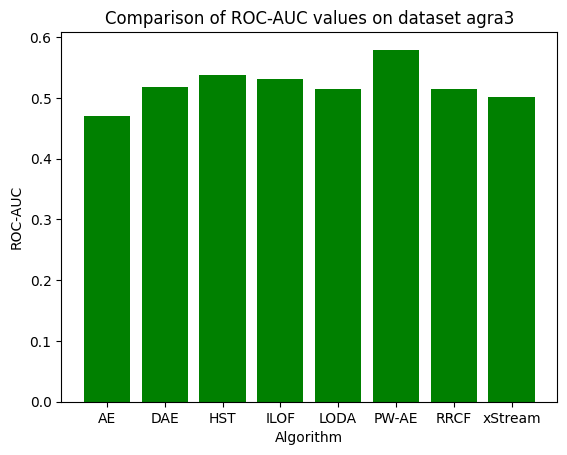 Comparison of ROC-AUC values on dataset agra3
ROC-AUC
0.6
0.5
0.4
0.3
0.2
0.1
0.0
AE DAE HST ILOF LODA PW-AE RRCF xStream
Algorithm